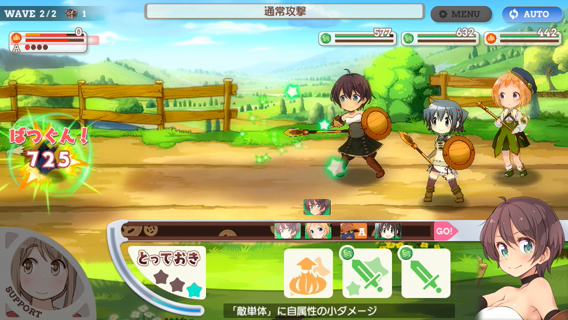 WAVE 2/2 1
通常攻撃
MENU
AUTO
0
A
577
632
442
ばつぐん!
725
A
GO!
とっておき
SUPPORT
「敵単体」に自属性の小ダメージ